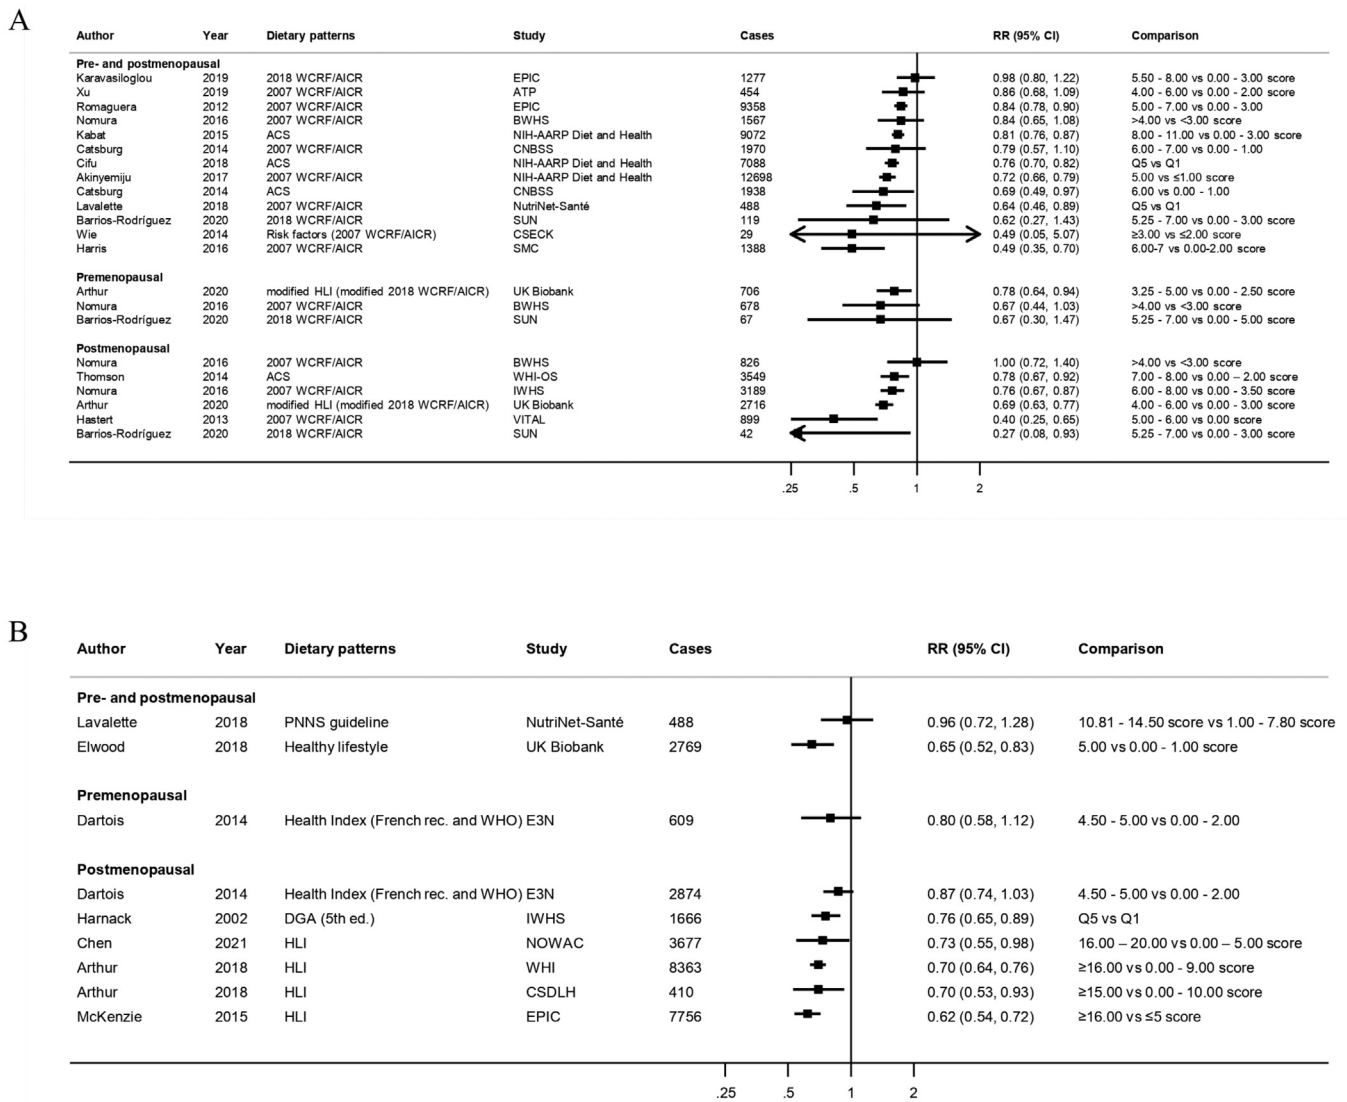 A
Author Year Dietary patterns Study Cases RR (95% CI) Comparison
Pre- and postmenopausal
Karavasiloglou 2019 2018 WCRF/AICR EPIC 1277 0.98 (0.80, 1.22) 5.50 - 8.00 vs 0.00 - 3.00 score
Xu 2019 2007 WCRF/AICR ATP 454 0.86 (0.68, 1.09) 4.00 - 6.00 vs 0.00 - 2.00 score
Romaguera 2012 2007 WCRF/AICR EPIC 9358 0.84 (0.78, 0.90) 5.00 - 7.00 vs 0.00 - 3.00
Nomura 2016 2007 WCRF/AICR BWHS 1567 0.84 (0.65, 1.08) >4.00 vs <3.00 score
Kabat 2015 ACS NIH-AARP Diet and Health 9072 0.81 (0.76, 0.87) 8.00 - 11.00 vs 0.00 - 3.00 score
Catsburg 2014 2007 WCRF/AICR CNBSS 1970 0.79 (0.57, 1.10) 6.00 - 7.00 vs 0.00 - 1.00
Cifu 2018 ACS NIH-AARP Diet and Health 7088 0.76 (0.70, 0.82) Q5 vs Q1
Akinyemiju 2017 2007 WCRF/AICR NIH-AARP Diet and Health 12698 0.72 (0.66, 0.79) 5.00 vs ≤1.00 score
Catsburg 2014 ACS CNBSS 1938 0.69 (0.49, 0.97) 6.00 vs 0.00 - 1.00
Lavalette 2018 2007 WCRF/AICR NutriNet-Santé 488 0.64 (0.46, 0.89) Q5 vs Q1
Barrios-Rodríguez 2020 2018 WCRF/AICR SUN 119 0.62 (0.27, 1.43) 5.25 - 7.00 vs 0.00 - 3.00 score
Wie 2014 Risk factors (2007 WCRF/AICR) CSECK 29 0.49 (0.05, 5.07) ≥3.00 vs ≤2.00 score
Harris 2016 2007 WCRF/AICR SMC 1388 0.49 (0.35, 0.70) 6.00-7 vs 0.00-2.00 score
Premenopausal
Arthur 2020 modified HLI (modified 2018 WCRF/AICR) UK Biobank 706 0.78 (0.64, 0.94) 3.25 - 5.00 vs 0.00 - 2.50 score
Nomura 2016 2007 WCRF/AICR BWHS 678 0.67 (0.44, 1.03) >4.00 vs <3.00 score
Barrios-Rodríguez 2020 2018 WCRF/AICR SUN 67 0.67 (0.30, 1.47) 5.25 - 7.00 vs 0.00 - 5.00 score
Postmenopausal
Nomura 2016 2007 WCRF/AICR BWHS 826 1.00 (0.72, 1.40) >4.00 vs <3.00 score
Thomson 2014 ACS WHI-OS 3549 0.78 (0.67, 0.92) 7.00 - 8.00 vs 0.00 – 2.00 score
Nomura 2016 2007 WCRF/AICR IWHS 3189 0.76 (0.67, 0.87) 6.00 - 8.00 vs 0.00 - 3.50 score
Arthur 2020 modified HLI (modified 2018 WCRF/AICR) UK Biobank 2716 0.69 (0.63, 0.77) 4.00 - 6.00 vs 0.00 - 3.00 score
Hastert 2013 2007 WCRF/AICR VITAL 899 0.40 (0.25, 0.65) 5.00 - 6.00 vs 0.00 score
Barrios-Rodríguez 2020 2018 WCRF/AICR SUN 42 0.27 (0.08, 0.93) 5.25 - 7.00 vs 0.00 - 3.00 score
.25 .5 1 2
B
Author Year Dietary patterns Study Cases RR (95% CI) Comparison
Pre- and postmenopausal
Lavalette 2018 PNNS guideline NutriNet-Santé 488 0.96 (0.72, 1.28) 10.81 - 14.50 score vs 1.00 - 7.80 score
Elwood 2018 Healthy lifestyle UK Biobank 2769 0.65 (0.52, 0.83) 5.00 vs 0.00 - 1.00 score
Premenopausal
Dartois 2014 Health Index (French rec. and WHO) E3N 609 0.80 (0.58, 1.12) 4.50 - 5.00 vs 0.00 - 2.00
Postmenopausal
Dartois 2014 Health Index (French rec. and WHO) E3N 2874 0.87 (0.74, 1.03) 4.50 - 5.00 vs 0.00 - 2.00
Harnack 2002 DGA (5th ed.) IWHS 1666 0.76 (0.65, 0.89) Q5 vs Q1
Chen 2021 HLI NOWAC 3677 0.73 (0.55, 0.98) 16.00 – 20.00 vs 0.00 – 5.00 score
Arthur 2018 HLI WHI 8363 0.70 (0.64, 0.76) ≥16.00 vs 0.00 - 9.00 score
Arthur 2018 HLI CSDLH 410 0.70 (0.53, 0.93) ≥15.00 vs 0.00 - 10.00 score
McKenzie 2015 HLI EPIC 7756 0.62 (0.54, 0.72) ≥16.00 vs ≤5 score
.25 .5 1 2